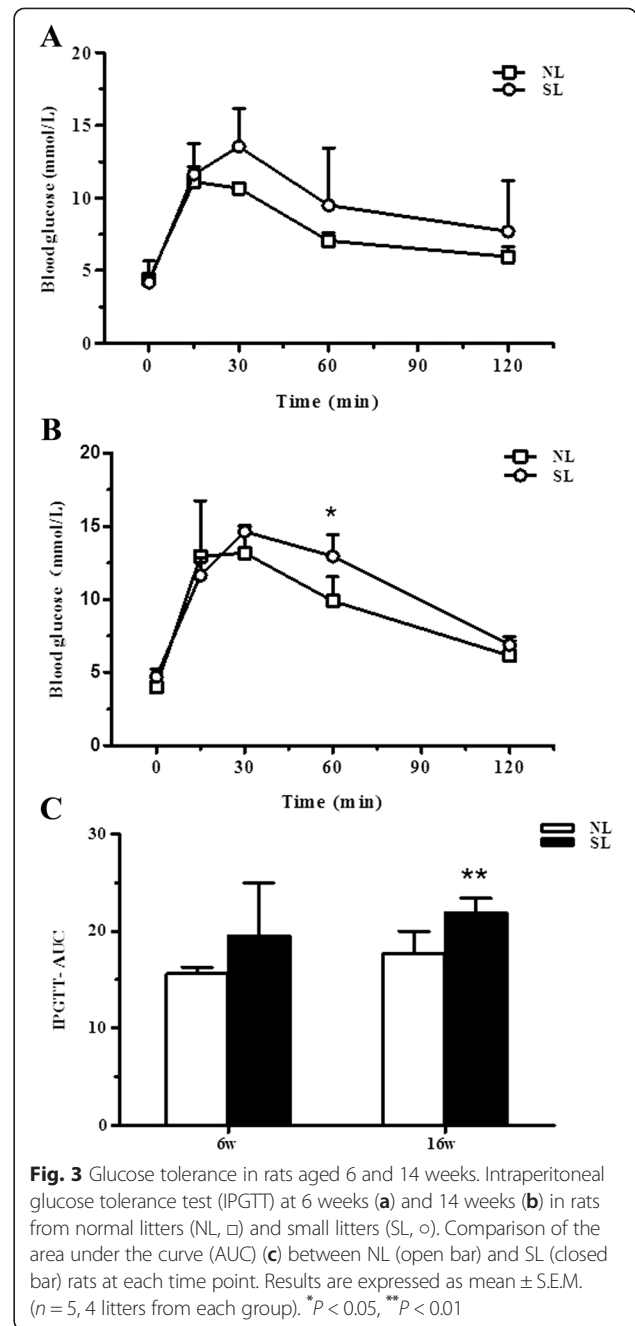 A
20
15
10
5
0
Blood glucose (mmol/L)
NL
SL
0 30 60 90 120
Time (min)
B
20
15
10
5
0
Blood glucose (mmol/L)
NL
SL
*
0 30 60 90 120
Time (min)
C
30
20
10
0
IPGTT-AUC
NL
SL
**
6w 16w
Fig. 3 Glucose tolerance in rats aged 6 and 14 weeks. Intraperitoneal
glucose tolerance test (IPGTT) at 6 weeks (a) and 14 weeks (b) in rats
from normal litters (NL, □) and small litters (SL, ○). Comparison of the
area under the curve (AUC) (c) between NL (open bar) and SL (closed
bar) rats at each time point. Results are expressed as mean ± S.E.M.
(n = 5, 4 litters from each group). *P < 0.05, **P < 0.01